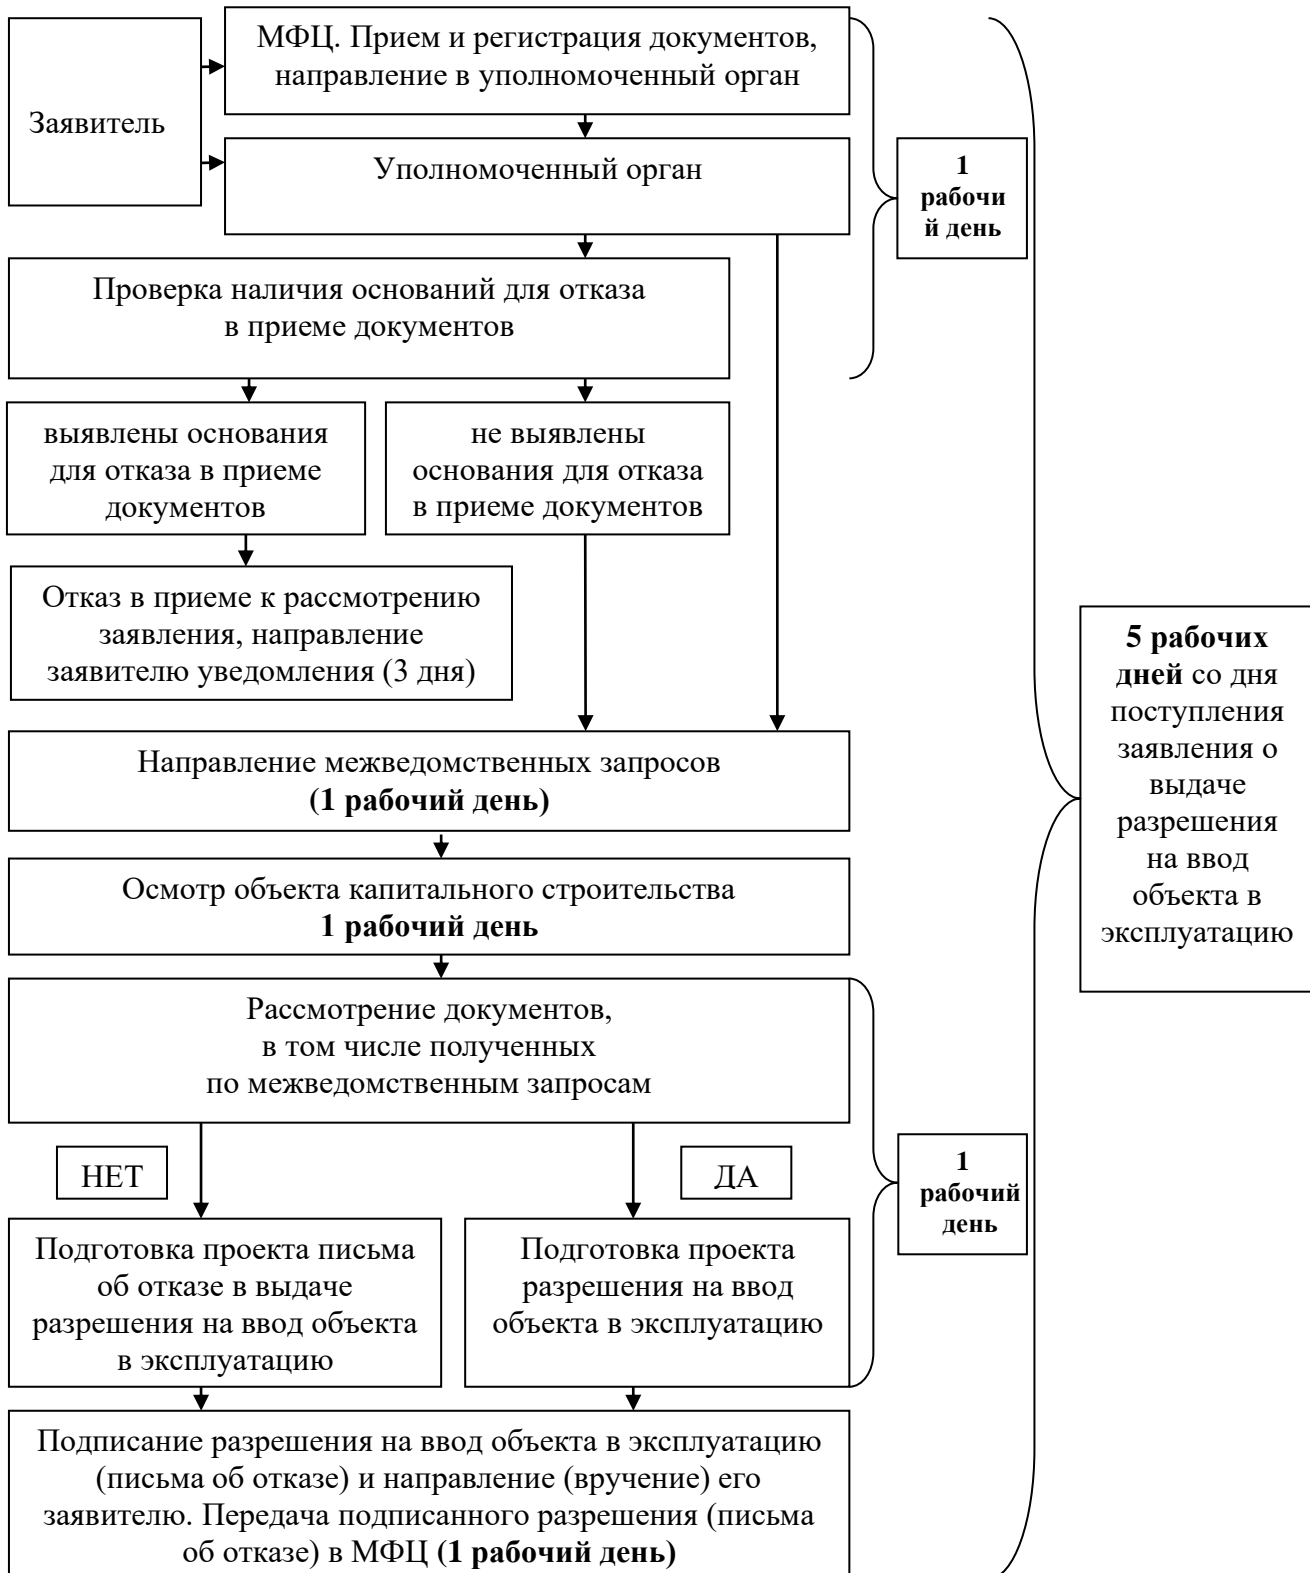 МФЦ. Прием и регистрация документов,
направление в уполномоченный орган
Заявитель
Уполномоченный орган
1
рабочи
й день
Проверка наличия оснований для отказа
в приеме документов
выявлены основания
для отказа в приеме
документов
не выявлены
основания для отказа
в приеме документов
Отказ в приеме к рассмотрению
заявления, направление
заявителю уведомления (3 дня)
5 рабочих
дней со дня
поступления
заявления о
выдаче
разрешения
на ввод
объекта в
эксплуатацию
Направление межведомственных запросов
(1 рабочий день)
Осмотр объекта капитального строительства
1 рабочий день
Рассмотрение документов,
в том числе полученных
по межведомственным запросам
НЕТ
ДА
1
рабочий
день
Подготовка проекта письма
об отказе в выдаче
разрешения на ввод объекта
в эксплуатацию
Подготовка проекта
разрешения на ввод
объекта в эксплуатацию
Подписание разрешения на ввод объекта в эксплуатацию
(письма об отказе) и направление (вручение) его
заявителю. Передача подписанного разрешения (письма
об отказе) в МФЦ (1 рабочий день)